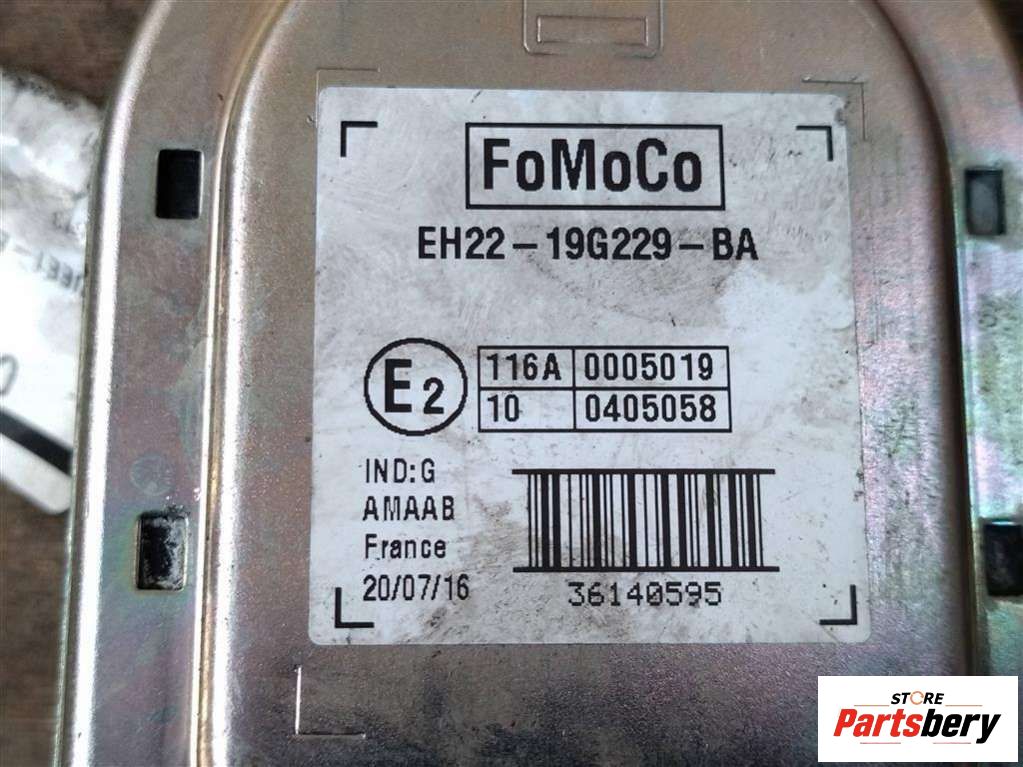 FoMoCo
EH22-19G229-BA
E2
116A 0005019
10 0405058
IND:G
AMAAB
France
20/07/16
36140595
STORE
Partsbery